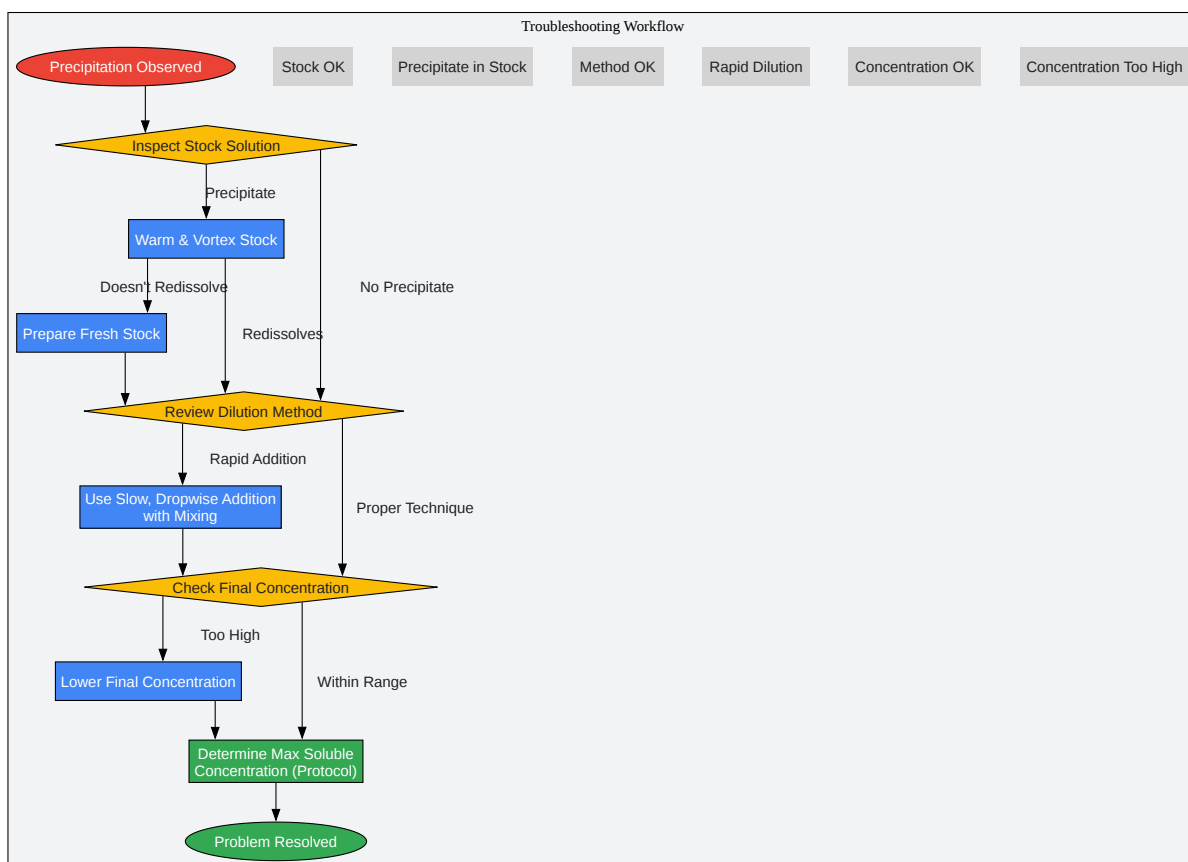 Troubleshooting Workflow
Precipitation Observed
Stock OK
Precipitate in Stock
Method OK
Rapid Dilution
Concentration OK
Concentration Too High
Inspect Stock Solution
Precipitate
Warm & Vortex Stock
Doesn't Redissolve
No Precipitate
Prepare Fresh Stock
Redissolves
Review Dilution Method
Rapid Addition
Use Slow, Dropwise Addition
with Mixing
Proper Technique
Check Final Concentration
Too High
Lower Final Concentration
Within Range
Determine Max Soluble
Concentration (Protocol)
Problem Resolved